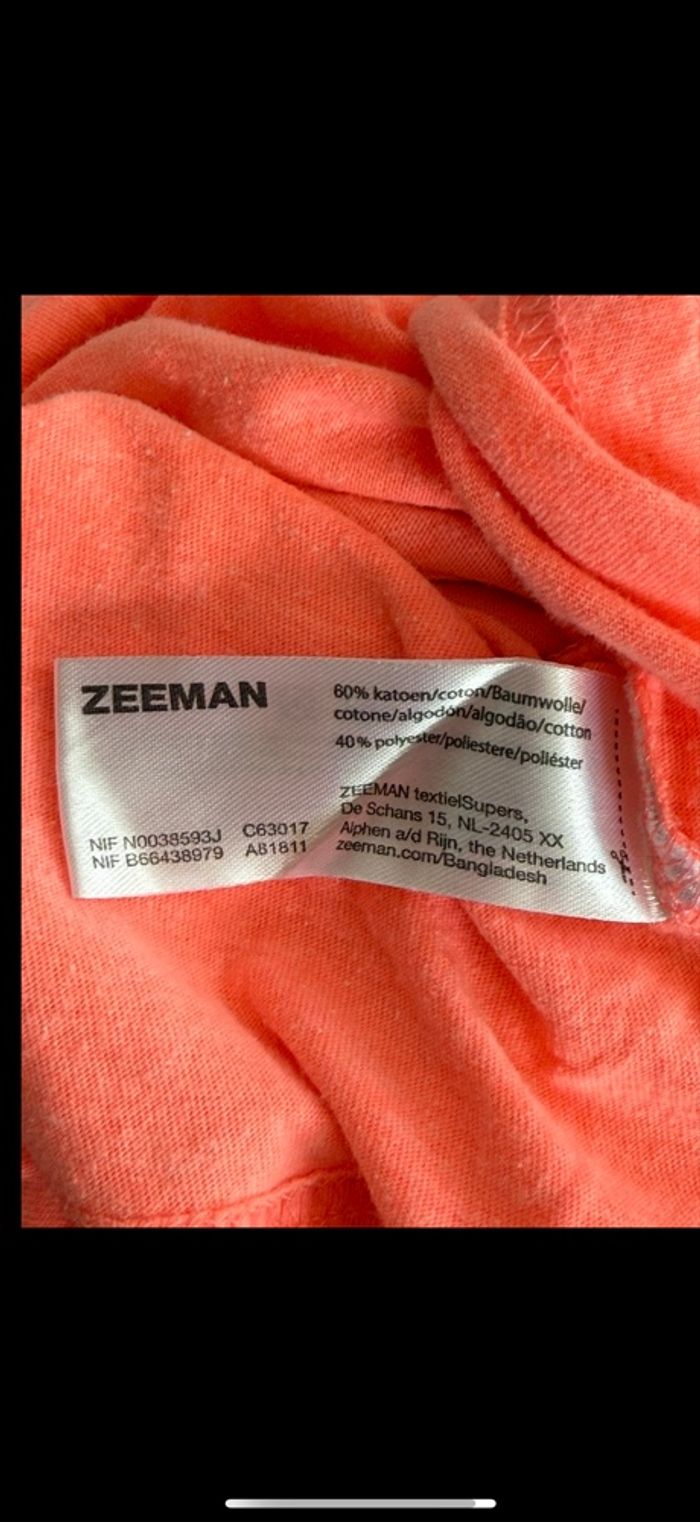 ZEEMAN
60% katoen/coton/Baumwolle/
cotone/algodón/algodão/cotton
40% polyester/poliestere/poliéster
ZEEMAN textielSupers,
De Schans 15, NL-2405 XX
Alphen a/d Rijn, the Netherlands
zeeman.com/Bangladesh
NIF N0038593J C63017
NIF B66438979 A81811